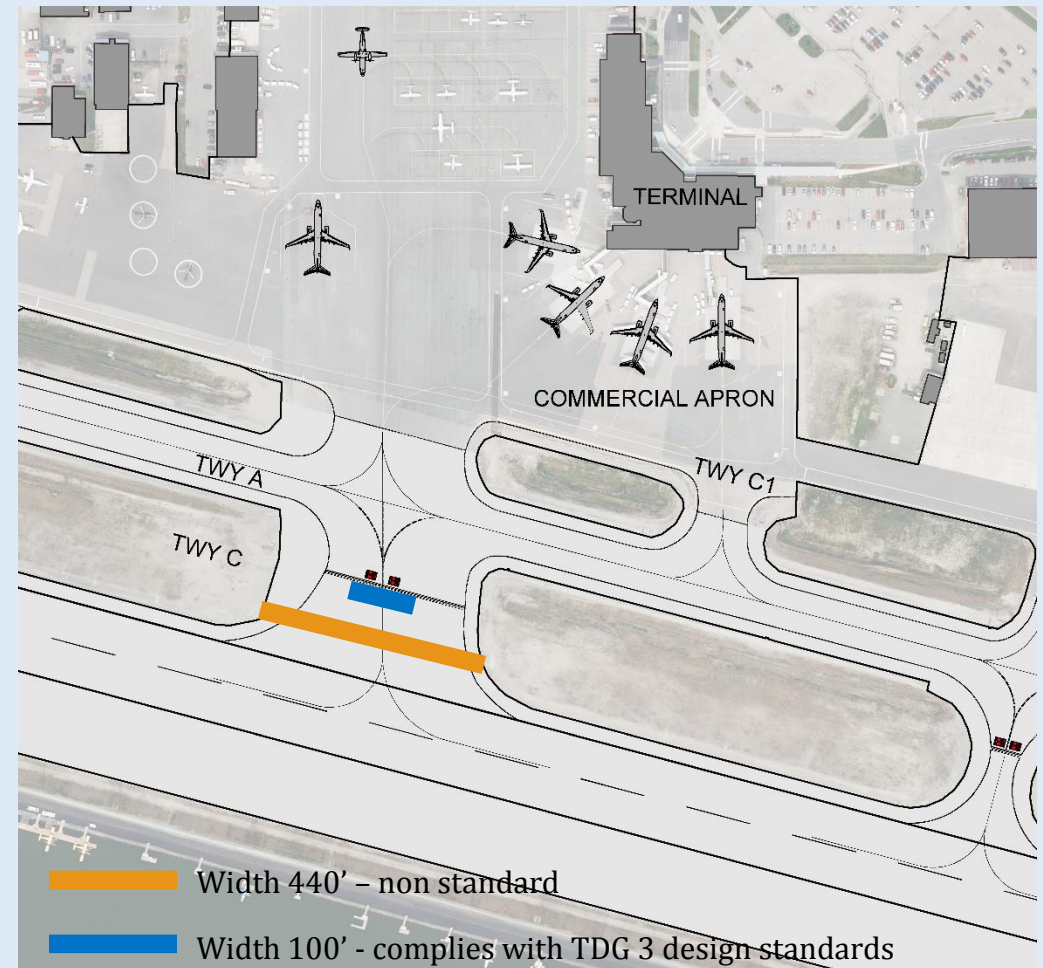 TERMINAL
COMMERCIAL APRON
TWY A
TWY C1
TWY C
Width 440’ – non standard
Width 100’ - complies with TDG 3 design standards